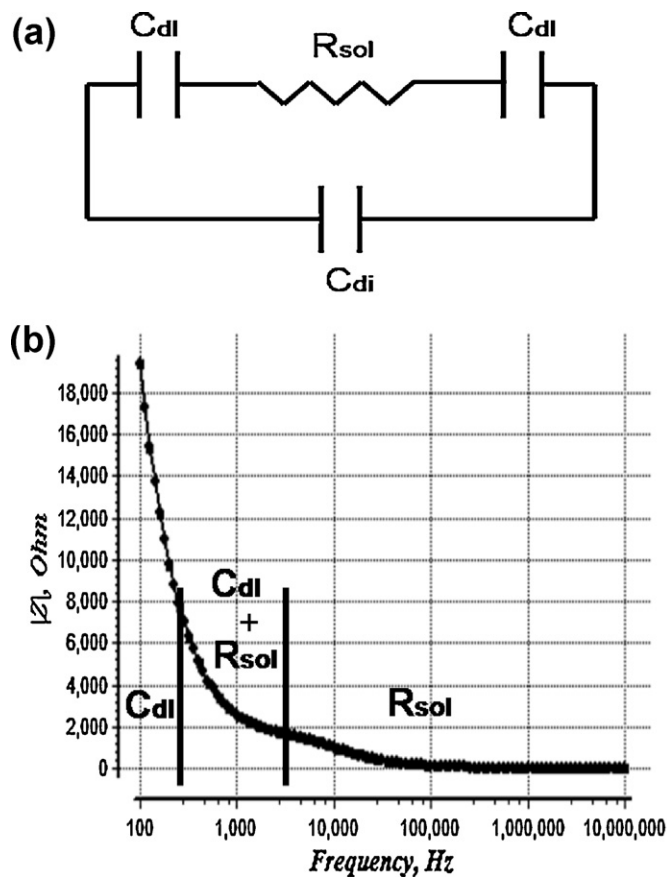 (a)
Cdl
Rsol
Cdl
Cdi
(b)
|Z|, Ohm
18,000
16,000
14,000
12,000
10,000
8,000
6,000
4,000
2,000
0
Cdl
Cdl
+
Rsol
Rsol
100 1,000 10,000 100,000 1,000,000 10,000,000
Frequency, Hz